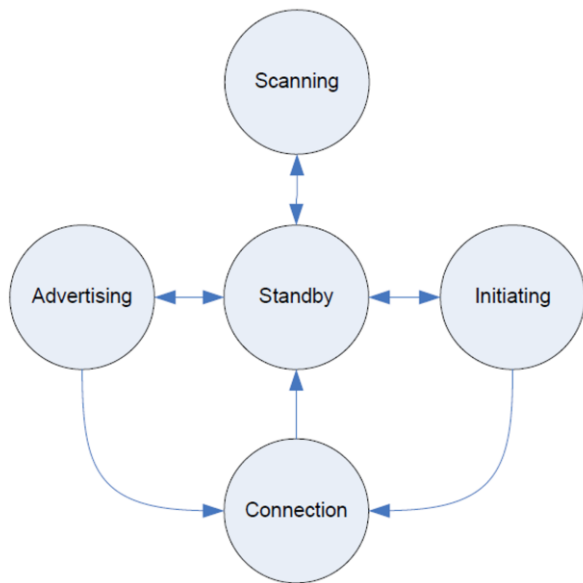 Scanning
Advertising
Standby
Initiating
Connection